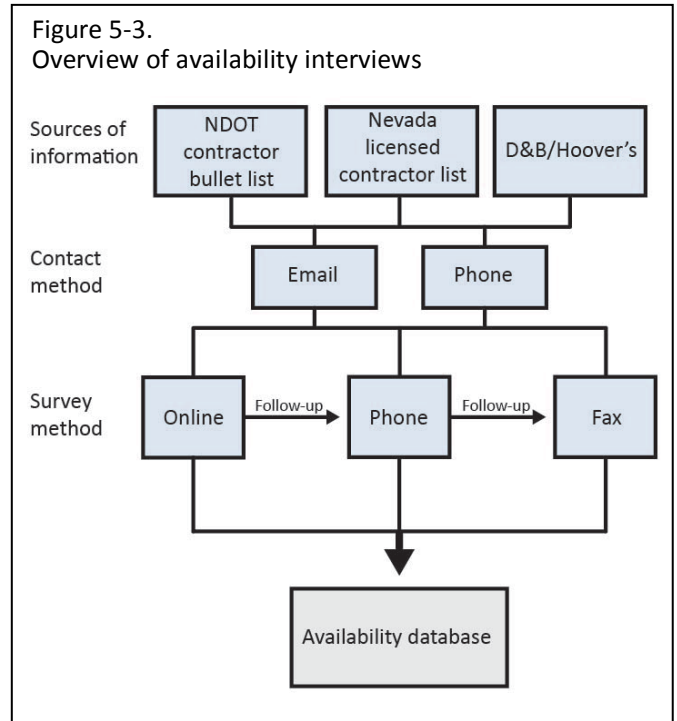 Figure 5-3.
Overview of availability interviews
Sources of
information
NDOT
contractor
bullet list
Nevada
licensed
contractor list
D&B/Hoover’s
Contact
method
Email
Phone
Survey
method
Online
Follow-up
Phone
Follow-up
Fax
Availability database